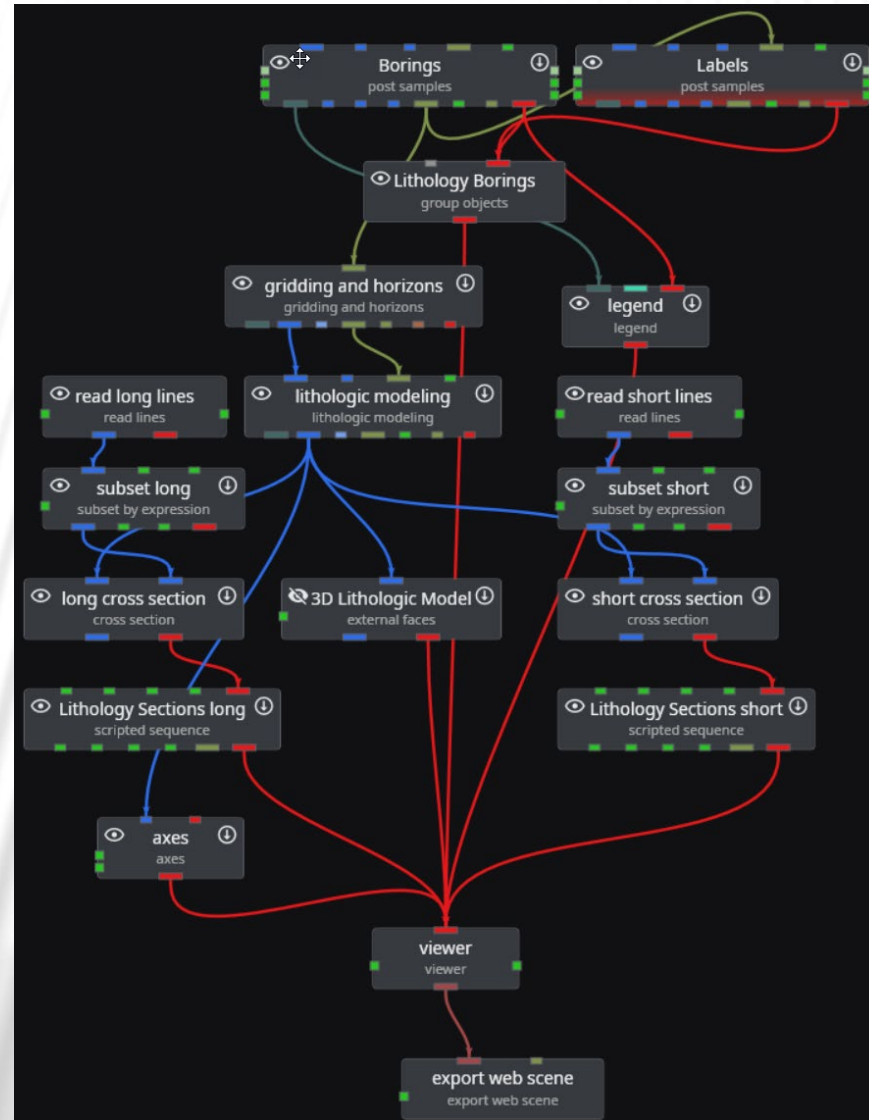 Borings
post samples
Labels
post samples
Lithology Borings
group objects
gridding and horizons
gridding and horizons
legend
legend
read long lines
read lines
lithologic modeling
lithologic modeling
read short lines
read lines
subset long
subset by expression
subset short
subset by expression
long cross section
cross section
3D Lithologic Model
external faces
short cross section
cross section
Lithology Sections long
scripted sequence
Lithology Sections short
scripted sequence
axes
axes
viewer
viewer
export web scene
export web scene